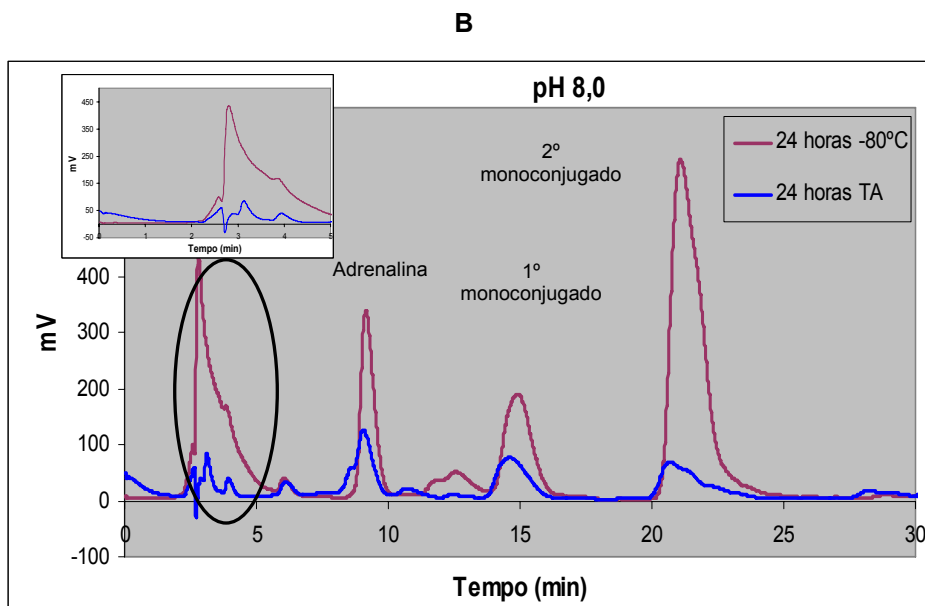 B
pH 8,0
450
350
250
150
50
-50
mV
0 1 2 3 4 5
Tempo (min)
24 horas -80ºC
24 horas TA
2º
monoconjugado
Adrenalina
1º
monoconjugado
400
300
200
100
0
-100
mV
0 5 10 15 20 25 30
Tempo (min)